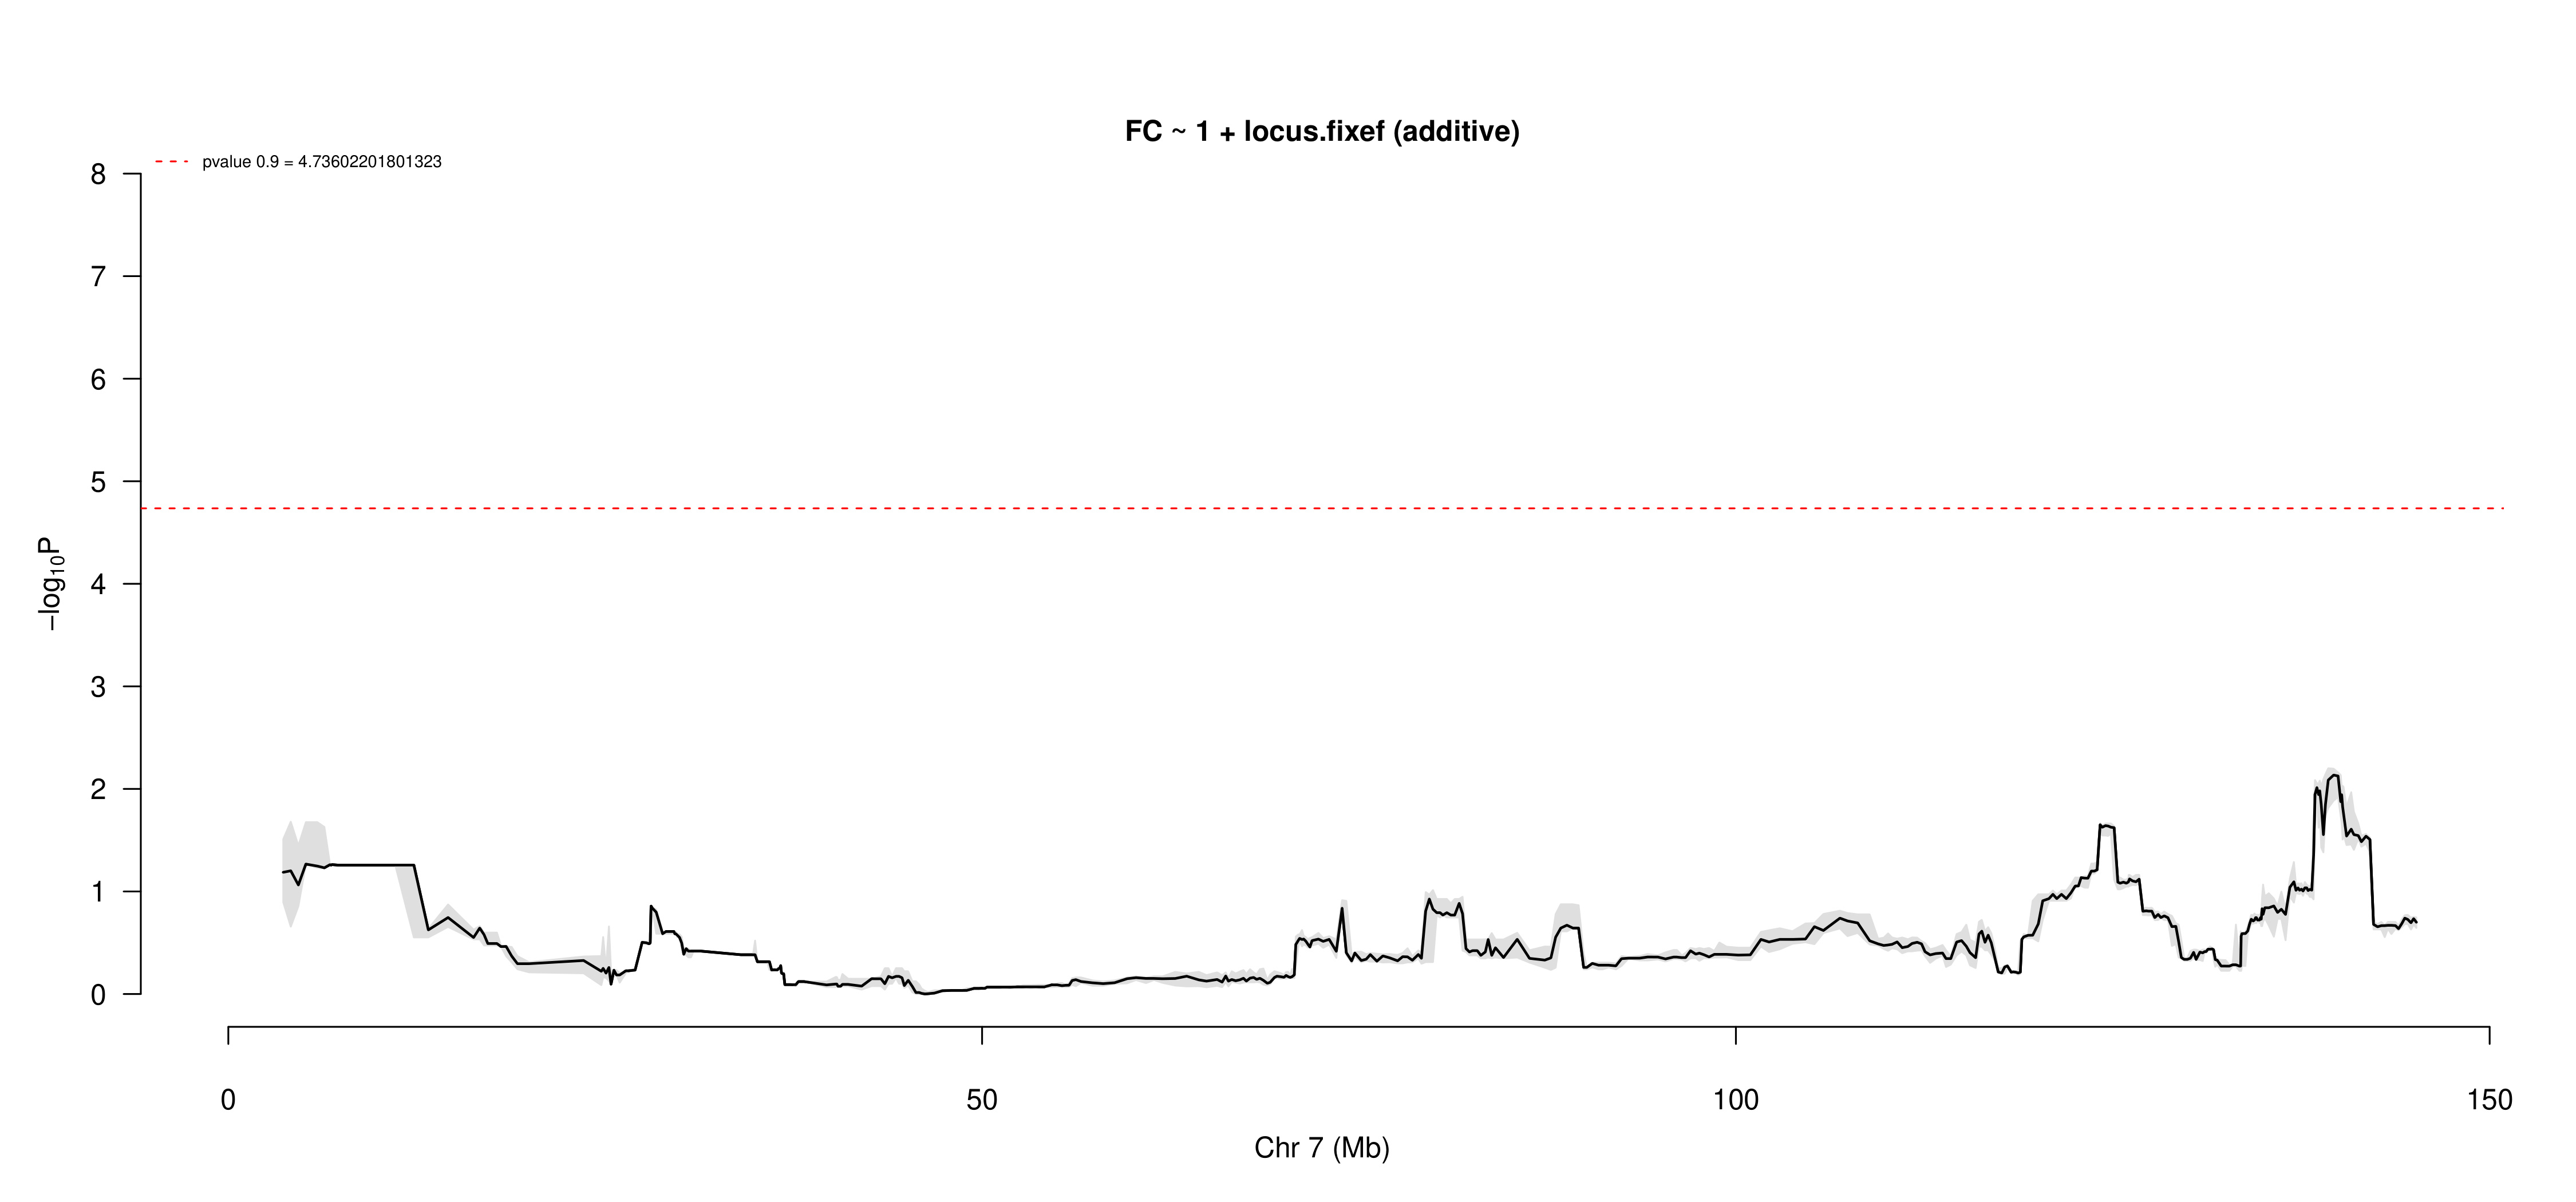 FC ~ 1 + locus.fixef (additive)
pvalue 0.9 = 4.73602201801323
8
7
6
5
4
3
2
1
0
−log10P
0 50 100 150
Chr 7 (Mb)